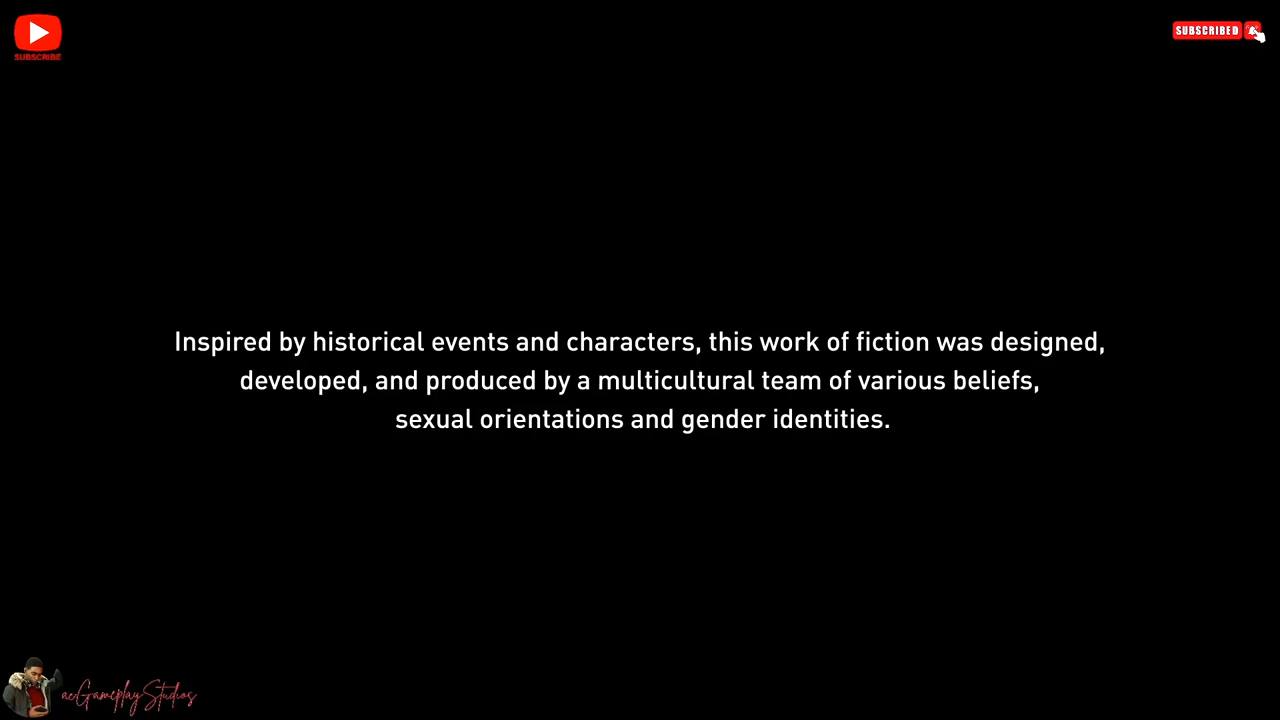 SUBSCRIBE
SUBSCRIBED
Inspired by historical events and characters, this work of fiction was designed,
developed, and produced by a multicultural team of various beliefs,
sexual orientations and gender identities.
acGameplayStudios